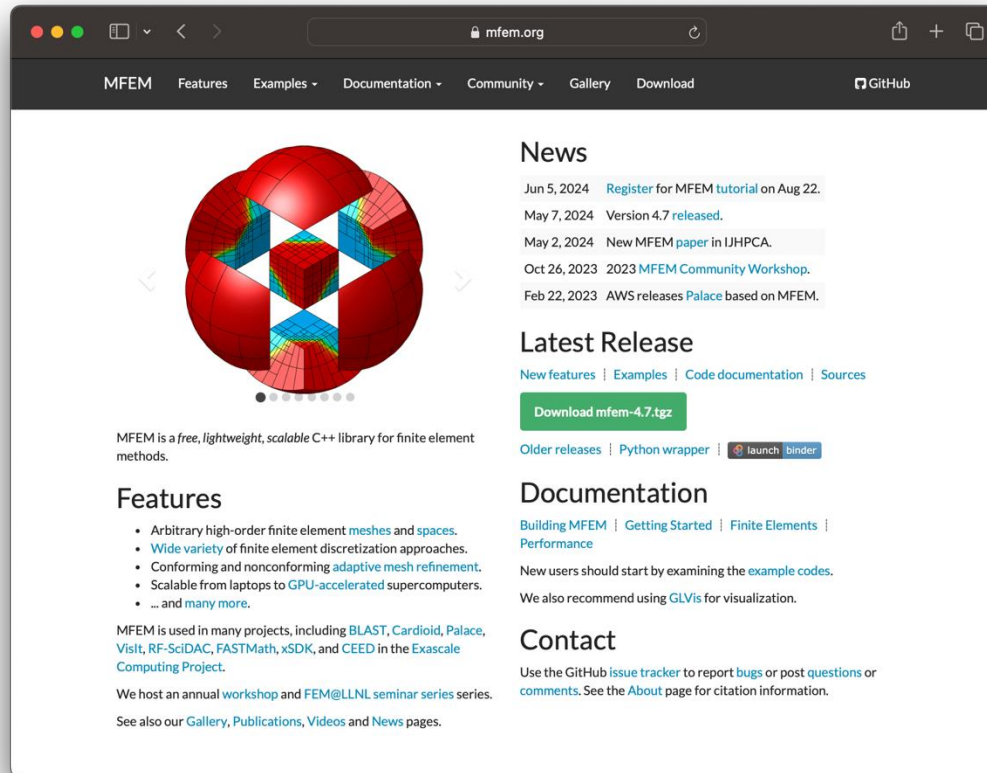 mfem.org
MFEM Features Examples Documentation Community Gallery Download GitHub
MFEM is a free, lightweight, scalable C++ library for finite element
methods.
Features
• Arbitrary high-order finite element meshes and spaces.
• Wide variety of finite element discretization approaches.
• Conforming and nonconforming adaptive mesh refinement.
• Scalable from laptops to GPU-accelerated supercomputers.
• ... and many more.
MFEM is used in many projects, including BLAST, Cardioid, Palace,
VisIt, RF-SciDAC, FASTMath, xSDK, and CEED in the Exascale
Computing Project.
We host an annual workshop and FEM@LLNL seminar series series.
See also our Gallery, Publications, Videos and News pages.
News
Jun 5, 2024 Register for MFEM tutorial on Aug 22.
May 7, 2024 Version 4.7 released.
May 2, 2024 New MFEM paper in IJHPCA.
Oct 26, 2023 2023 MFEM Community Workshop.
Feb 22, 2023 AWS releases Palace based on MFEM.
Latest Release
New features | Examples | Code documentation | Sources
Download mfem-4.7.tgz
Older releases | Python wrapper | launch binder
Documentation
Building MFEM | Getting Started | Finite Elements |
Performance
New users should start by examining the example codes.
We also recommend using GLVis for visualization.
Contact
Use the GitHub issue tracker to report bugs or post questions or
comments. See the About page for citation information.